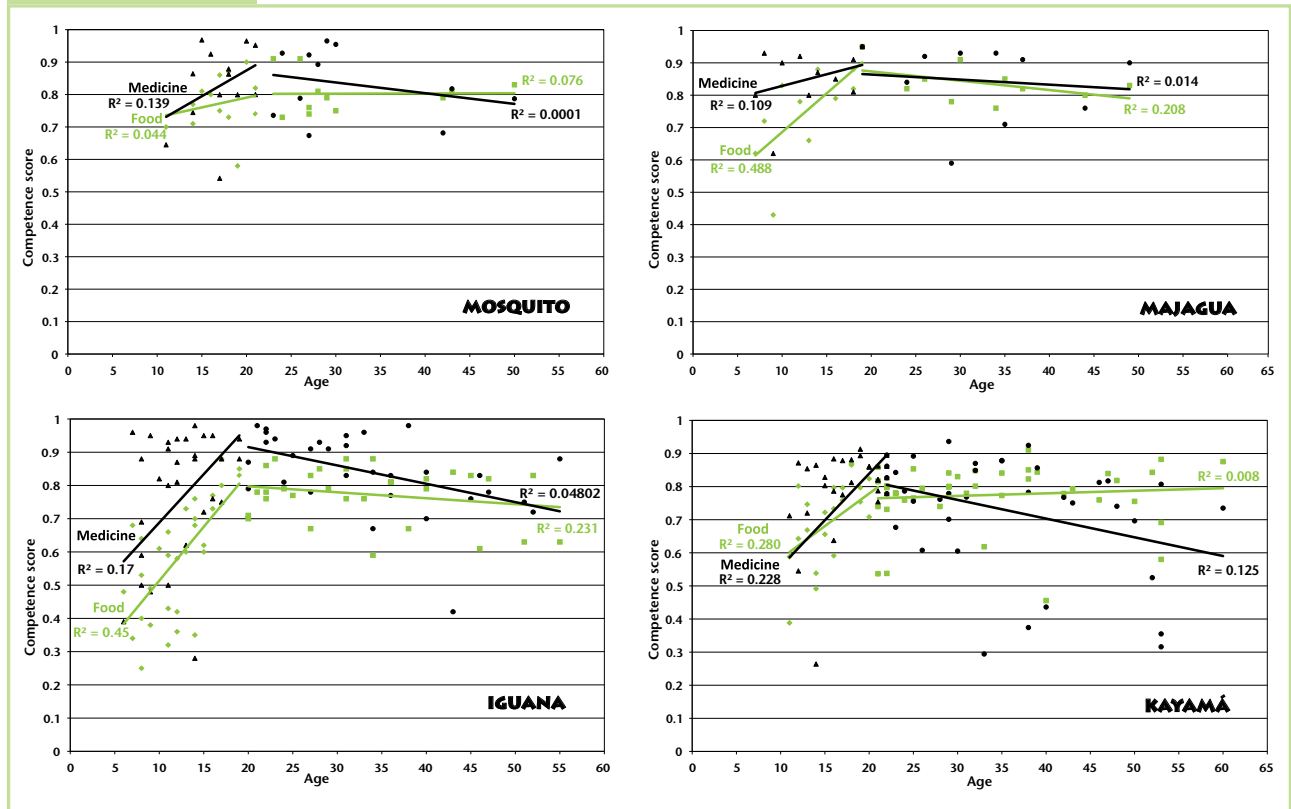 1
0.9
0.8
0.7
0.6
0.5
0.4
0.3
0.2
0.1
0
Competence score
Medicine
R² = 0.139
Food
R² = 0.044
R² = 0.076
R² = 0.0001
MOSQUITO
0 5 10 15 20 25 30 35 40 45 50 55 60
Age
1
0.9
0.8
0.7
0.6
0.5
0.4
0.3
0.2
0.1
0
Competence score
Medicine
R² = 0.109
Food
R² = 0.488
R² = 0.014
R² = 0.208
MAJAGUA
0 5 10 15 20 25 30 35 40 45 50 55 60 65
Age
1
0.9
0.8
0.7
0.6
0.5
0.4
0.3
0.2
0.1
0
Competence score
Medicine
R² = 0.17
Food
R² = 0.45
R² = 0.04802
R² = 0.231
IGUANA
0 5 10 15 20 25 30 35 40 45 50 55 60
Age
1
0.9
0.8
0.7
0.6
0.5
0.4
0.3
0.2
0.1
0
Competence score
Food
R² = 0.280
Medicine
R² = 0.228
R² = 0.008
R² = 0.125
KAYAMÁ
0 5 10 15 20 25 30 35 40 45 50 55 60 65
Age